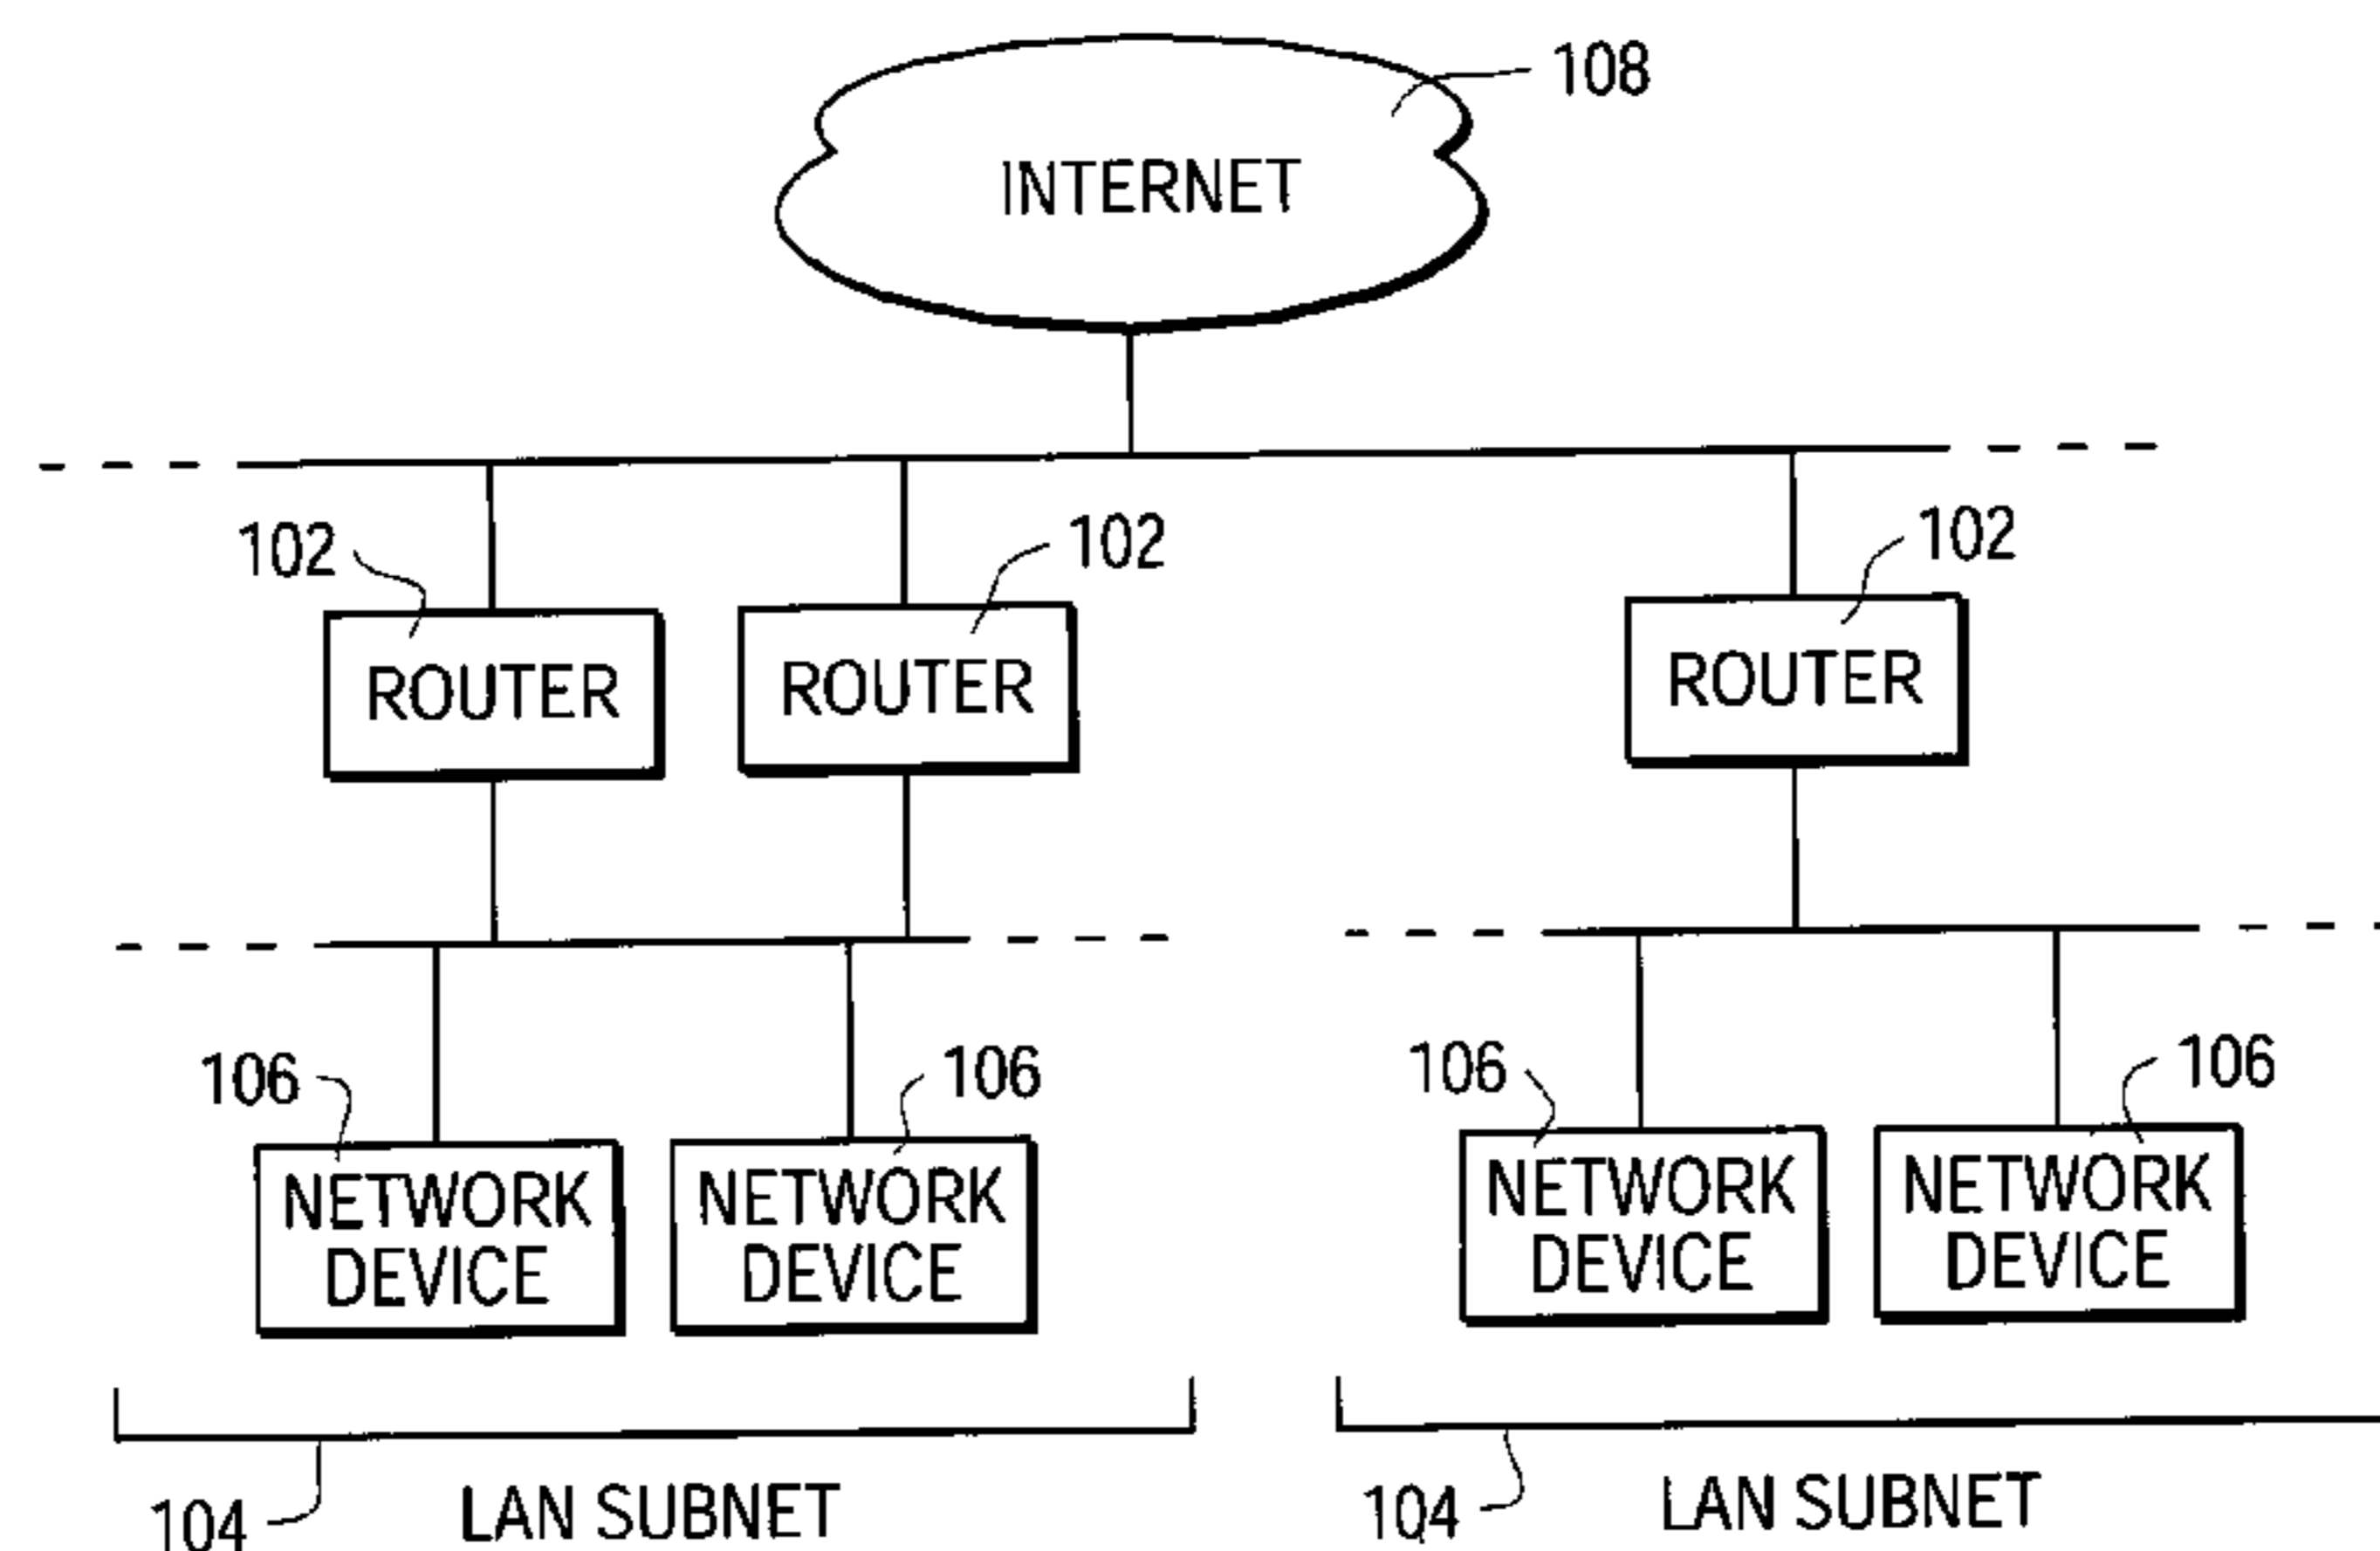 108
INTERNET
102
102
102
ROUTER
ROUTER
ROUTER
106
106
106
106
NETWORK
DEVICE
NETWORK
DEVICE
NETWORK
DEVICE
NETWORK
DEVICE
104
LAN SUBNET
104
LAN SUBNET